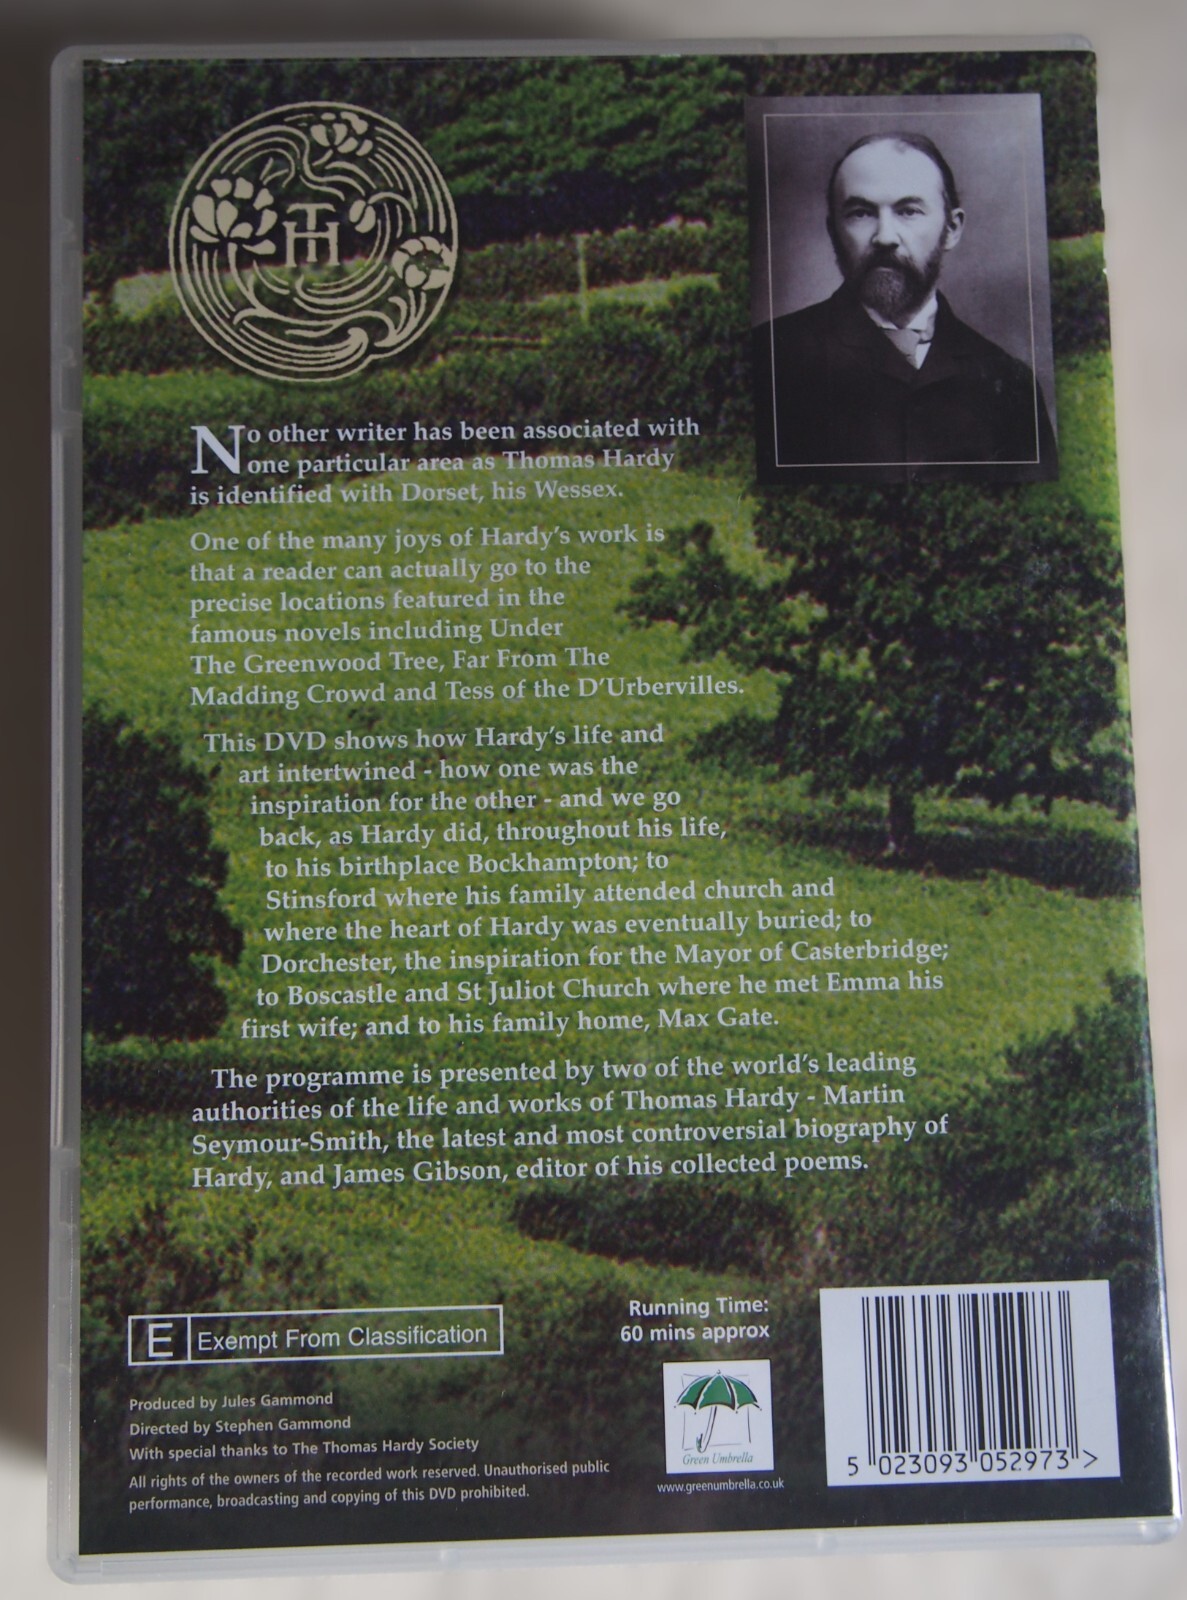 TH
No other writer has been associated with
one particular area as Thomas Hardy
is identified with Dorset, his Wessex.
One of the many joys of Hardy's work is
that a reader can actually go to the
precise locations featured in the
famous novels including Under
The Greenwood Tree, Far From The
Madding Crowd and Tess of the D'Urbervilles.
This DVD shows how Hardy's life and
art intertwined - how one was the
inspiration for the other - and we go
back, as Hardy did, throughout his life,
to his birthplace Bockhampton; to
Stinsford where his family attended church and
where the heart of Hardy was eventually buried; to
Dorchester, the inspiration for the Mayor of Casterbridge;
to Boscastle and St Juliot Church where he met Emma his
first wife; and to his family home, Max Gate.
The programme is presented by two of the world's leading
authorities of the life and works of Thomas Hardy - Martin
Seymour-Smith, the latest and most controversial biography of
Hardy, and James Gibson, editor of his collected poems.
E Exempt From Classification
Running Time:
60 mins approx
Produced by Jules Gammond
Directed by Stephen Gammond
With special thanks to The Thomas Hardy Society
All rights of the owners of the recorded work reserved. Unauthorised public
performance, broadcasting and copying of this DVD prohibited.
Green Umbrella
www.greenumbrella.co.uk
5 023093 052973 >